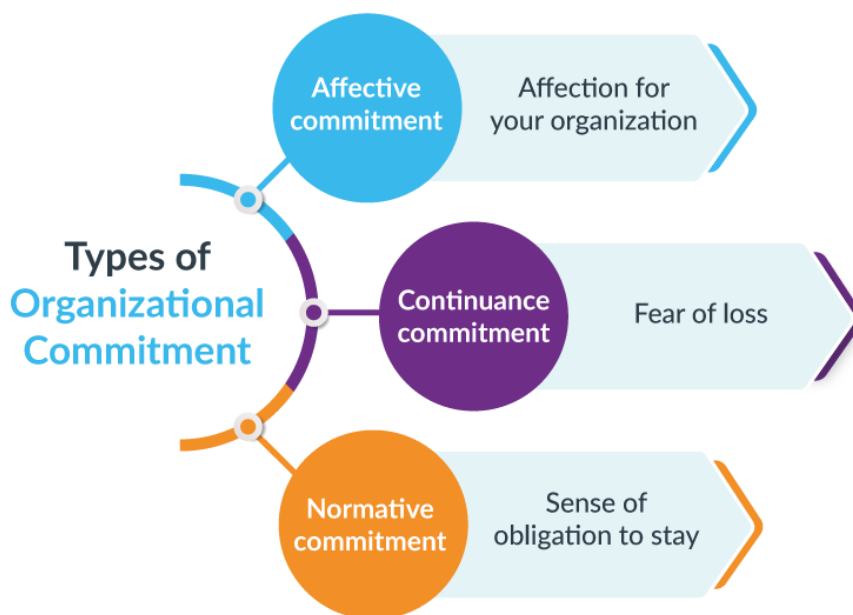 Types of
Organizational
Commitment
Affective
commitment
Affection for
your organization
Continuance
commitment
Fear of loss
Normative
commitment
Sense of
obligation to stay